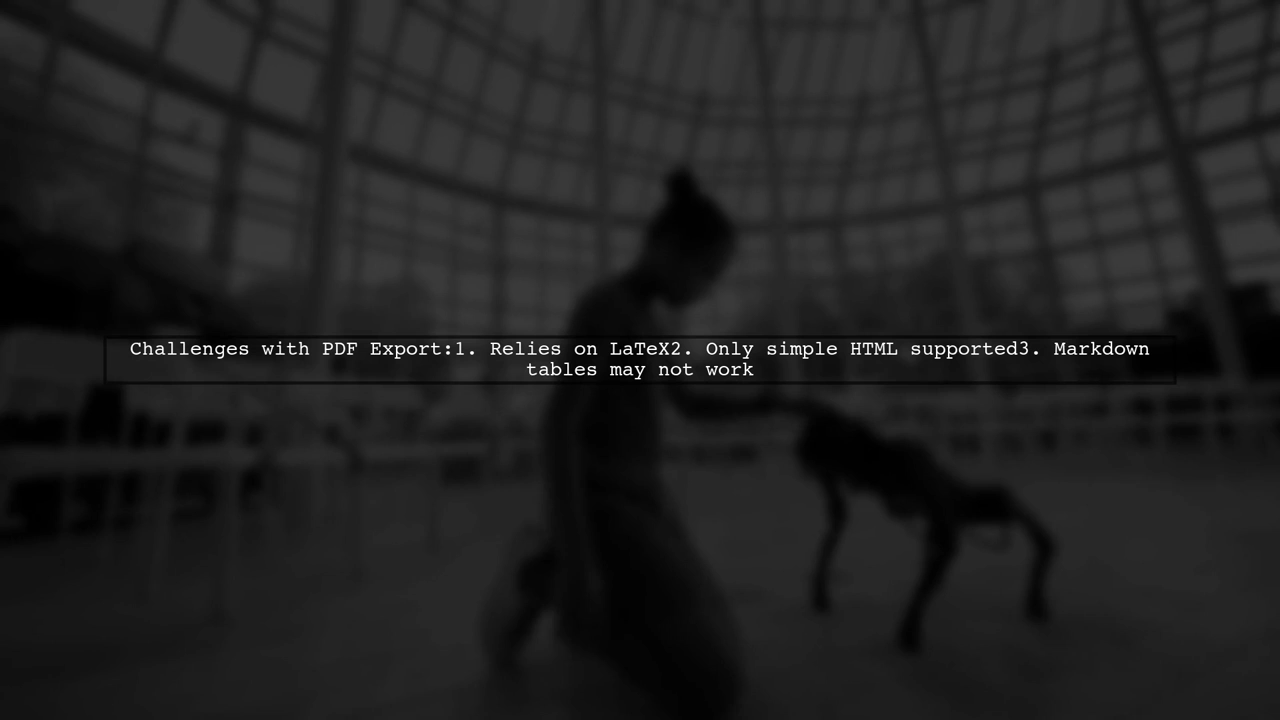 Challenges with PDF Export:1. Relies on LaTeX2. Only simple HTML supported3. Markdown
tables may not work